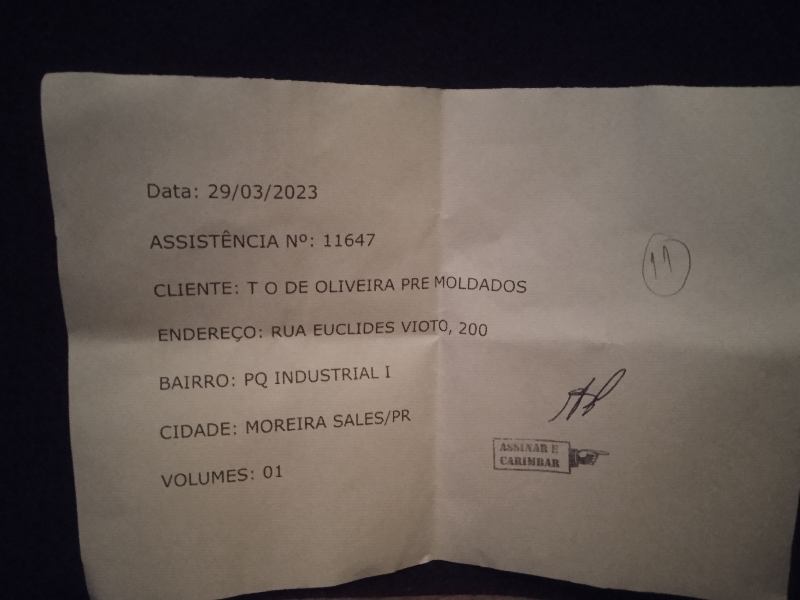 Data: 29/03/2023
ASSISTÊNCIA Nº: 11647
11
CLIENTE: T O DE OLIVEIRA PRE MOLDADOS
ENDEREÇO: RUA EUCLIDES VIOTO, 200
BAIRRO: PQ INDUSTRIAL I
CIDADE: MOREIRA SALES/PR
ASSINAR E
CARIMBAR
VOLUMES: 01